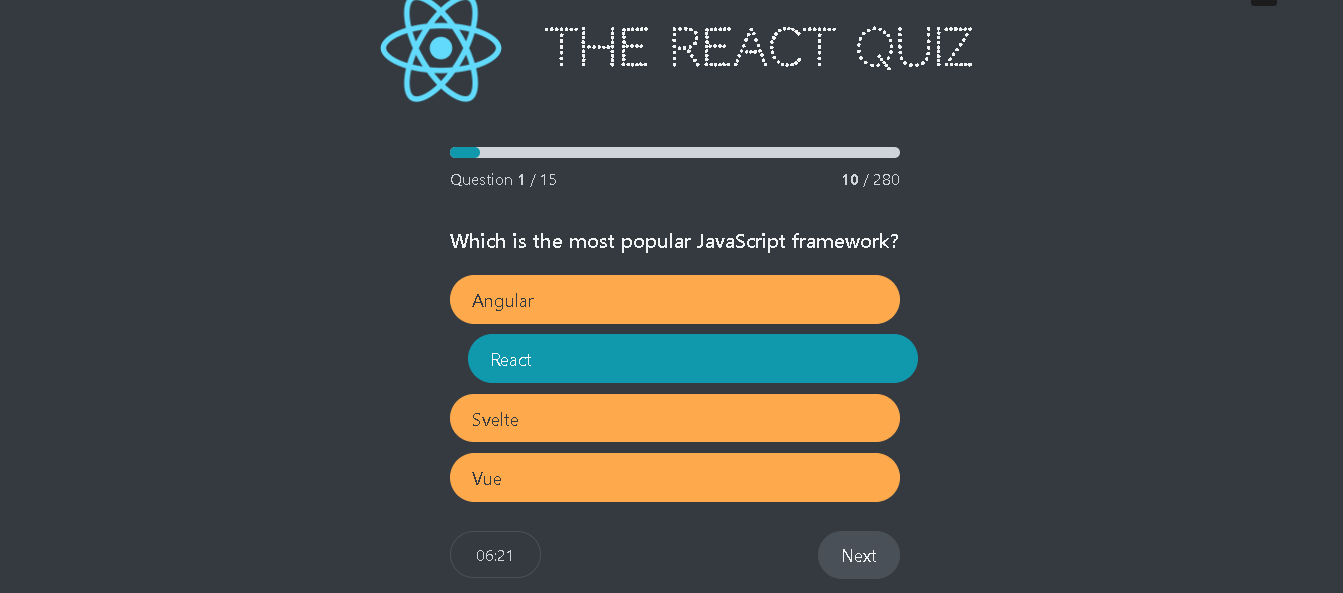 THE REACT QUIZ
Question 1 / 15
10 / 280
Which is the most popular JavaScript framework?
Angular
React
Svelte
Vue
06:21
Next